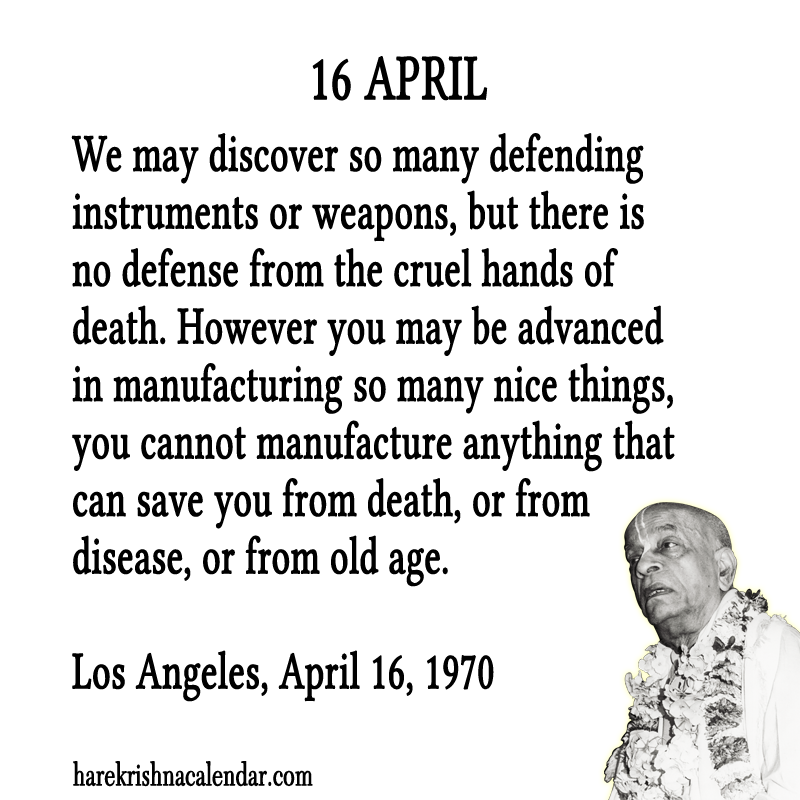 16 APRIL
We may discover so many defending
instruments or weapons, but there is
no defense from the cruel hands of
death. However you may be advanced
in manufacturing so many nice things,
you cannot manufacture anything that
can save you from death, or from
disease, or from old age.
Los Angeles, April 16, 1970
harekrishnacalendar.com